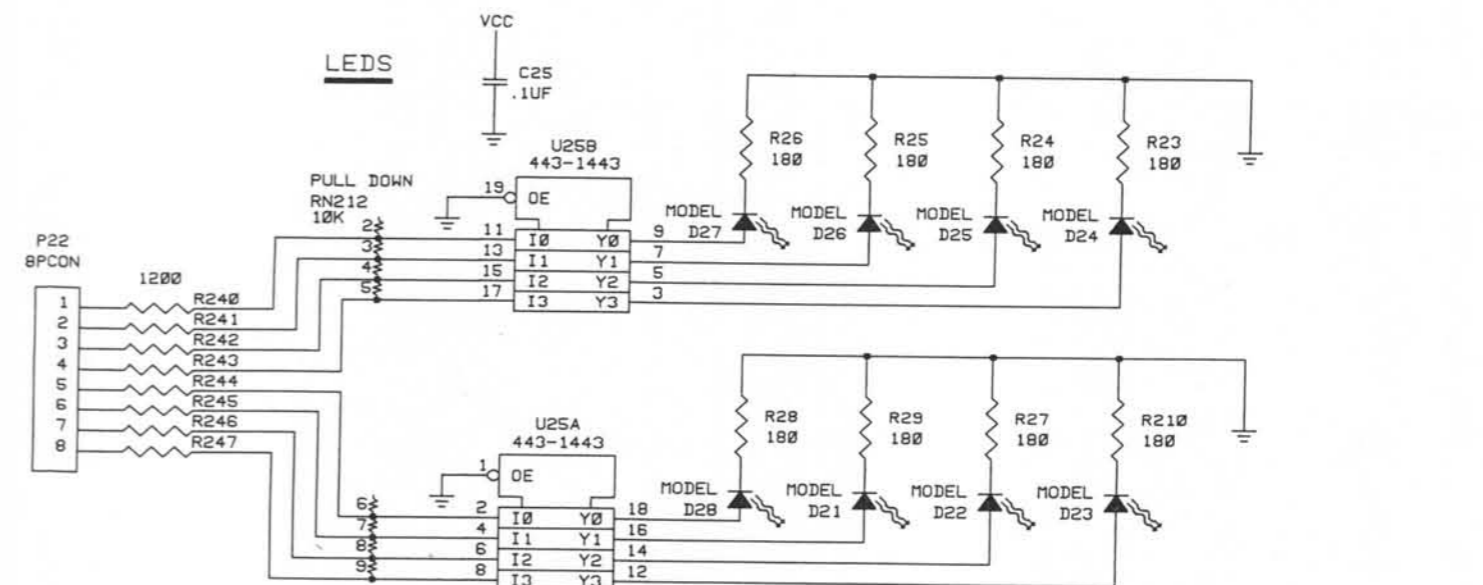 LEDS
VCC
C25
.1UF
U25B
443-1443
PULL DOWN
RN212
10K
2
3
4
5
19
OE
11
13
15
17
I0 Y0
I1 Y1
I2 Y2
I3 Y3
9
7
5
3
R26
180
R25
180
R24
180
R23
180
MODEL
D27
MODEL
D26
MODEL
D25
MODEL
D24
P22
8PCON
1200
1
2
3
4
5
6
7
8
R240
R241
R242
R243
R244
R245
R246
R247
U25A
443-1443
1
OE
6
7
8
9
2
4
6
8
I0 Y0
I1 Y1
I2 Y2
I3 Y3
18
16
14
12
R28
180
R29
180
R27
180
R210
180
MODEL
D28
MODEL
D21
MODEL
D22
MODEL
D23